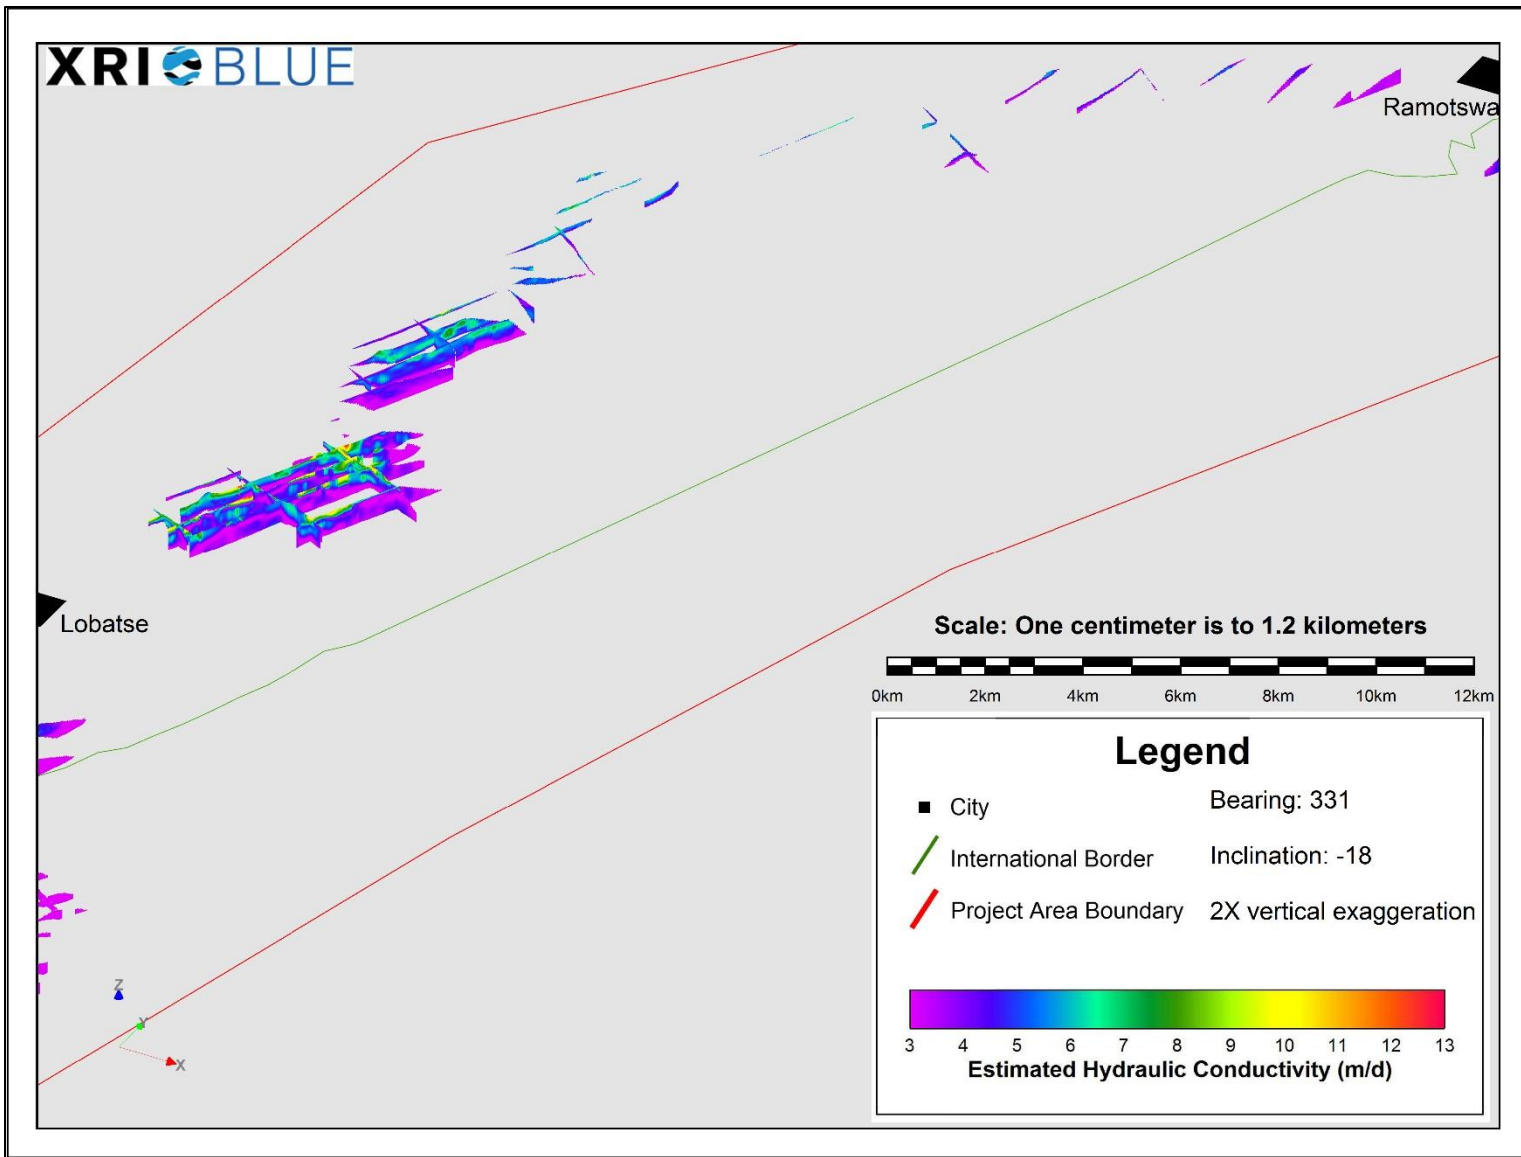 XRI BLUE
Ramotswa
Lobatse
Scale: One centimeter is to 1.2 kilometers
0km 2km 4km 6km 8km 10km 12km
Legend
City
Bearing: 331
International Border
Inclination: -18
Project Area Boundary
2X vertical exaggeration
3 4 5 6 7 8 9 10 11 12 13
Estimated Hydraulic Conductivity (m/d)
Z
Y
X